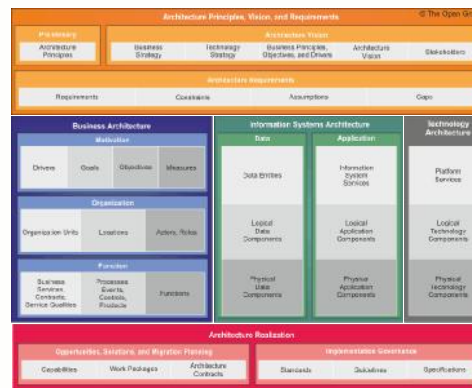 Architecture Principles, Vision, and Requirements
© The Open Gr
Preliminary
Architecture Vision
Architecture
Principles
Business
Strategy
Technology
Strategy
Business Principles,
Objectives, and Drivers
Architecture
Vision
Stakeholders
Architecture Requirements
Requirements
Constraints
Assumptions
Gaps
Business Architecture
Motivation
Drivers
Goals
Objectives
Measures
Organization
Organization Units
Locations
Actors, Roles
Function
Business
Services,
Contracts,
Service Qualities
Processes
Events,
Controls,
Products
Functions
Information Systems Architecture
Data
Data Entities
Logical
Data
Components
Physical
Data
Components
Application
Information
System
Services
Logical
Application
Components
Physical
Application
Components
Technology
Architecture
Platform
Services
Logical
Technology
Components
Physical
Technology
Components
Architecture Realization
Opportunities, Solutions, and Migration Planning
Capabilities
Work Packages
Architecture
Contracts
Implementation Governance
Standards
Guidelines
Specifications